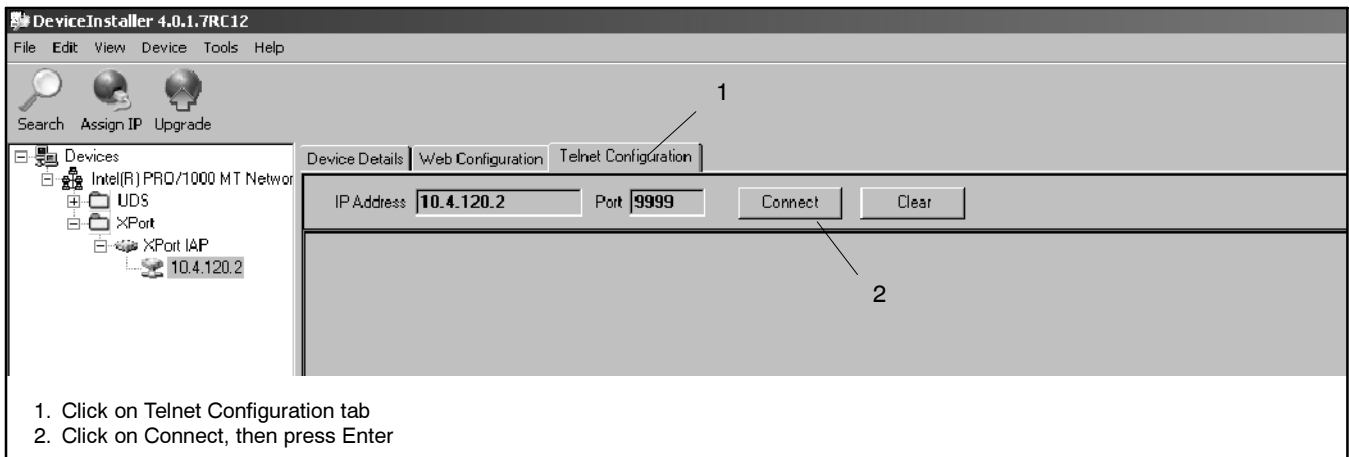 DeviceInstaller 4.0.1.7RC12
File Edit View Device Tools Help
1
Search Assign IP Upgrade
Devices
Intel(R) PRO/1000 MT Networ
UDS
XPort
XPort IAP
10.4.120.2
Device Details Web Configuration Telnet Configuration
IP Address 10.4.120.2 Port 9999 Connect Clear
2
1. Click on Telnet Configuration tab
2. Click on Connect, then press Enter